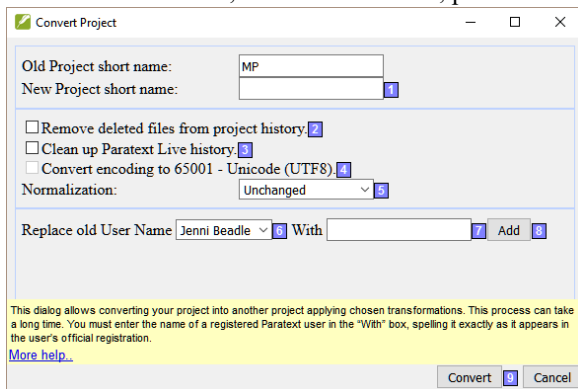 Convert Project
Old Project short name: MP
New Project short name: 1
Remove deleted files from project history. 2
Clean up Paratext Live history. 3
Convert encoding to 65001 - Unicode (UTF8). 4
Normalization: Unchanged 5
Replace old User Name Jenni Beadle 6 With 7 Add 8
This dialog allows converting your project into another project applying chosen transformations. This process can take
a long time. You must enter the name of a registered Paratext user in the "With" box, spelling it exactly as it appears in
the user's official registration.
More help..
Convert 9 Cancel